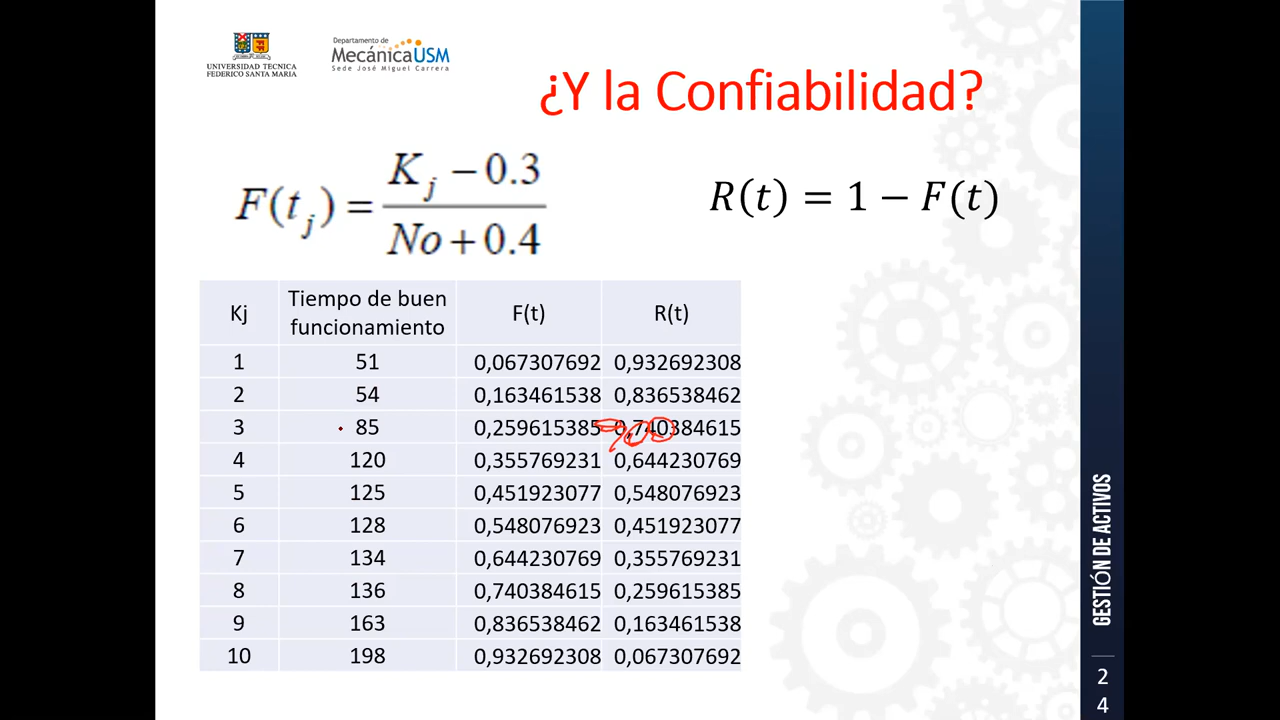 UNIVERSIDAD TECNICA
FEDERICO SANTA MARIA
Departamento de
MecánicaUSM
Sede José Miguel Carrera
¿Y la Confiabilidad?
F(t_j) = (K_j − 0.3) / (No + 0.4)
R(t) = 1 − F(t)
Kj Tiempo de buen funcionamiento F(t) R(t)
1 51 0,067307692 0,932692308
2 54 0,163461538 0,836538462
3 85 0,259615385 0,740384615
4 120 0,355769231 0,644230769
5 125 0,451923077 0,548076923
6 128 0,548076923 0,451923077
7 134 0,644230769 0,355769231
8 136 0,740384615 0,259615385
9 163 0,836538462 0,163461538
10 198 0,932692308 0,067307692
GESTIÓN DE ACTIVOS
2
4